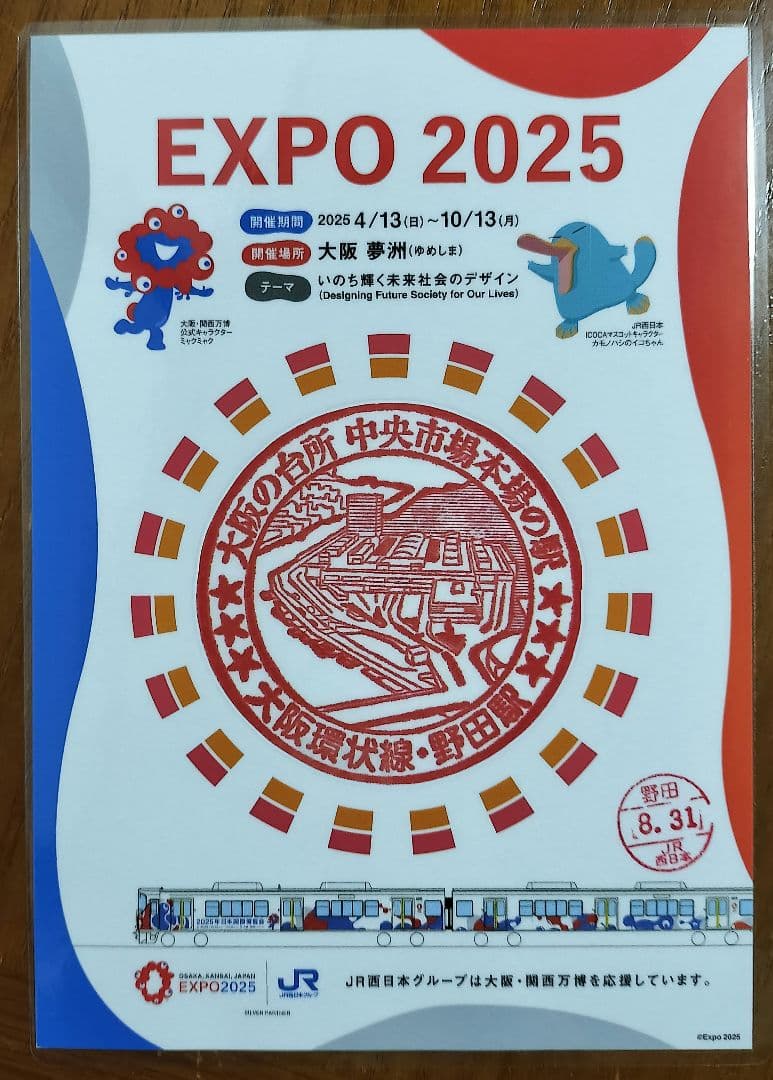 EXPO 2025
開催期間 2025 4/13(日)~10/13(月)
開催場所 大阪 夢洲(ゆめしま)
テーマ いのち輝く未来社会のデザイン
(Designing Future Society for Our Lives)
大阪・関西万博
公式キャラクター
ミャクミャク
JR西日本
ICOCAマスコットキャラクター
カモノハシのイコちゃん
大阪の台所 中央市場本場の駅
大阪環状線・野田駅
野田
8.31
JR
西日本
2025年日本国際博覧会
OSAKA, KANSAI, JAPAN
EXPO2025
JR
JR西日本グループ
SILVER PARTNER
JR西日本グループは大阪・関西万博を応援しています。
©Expo 2025